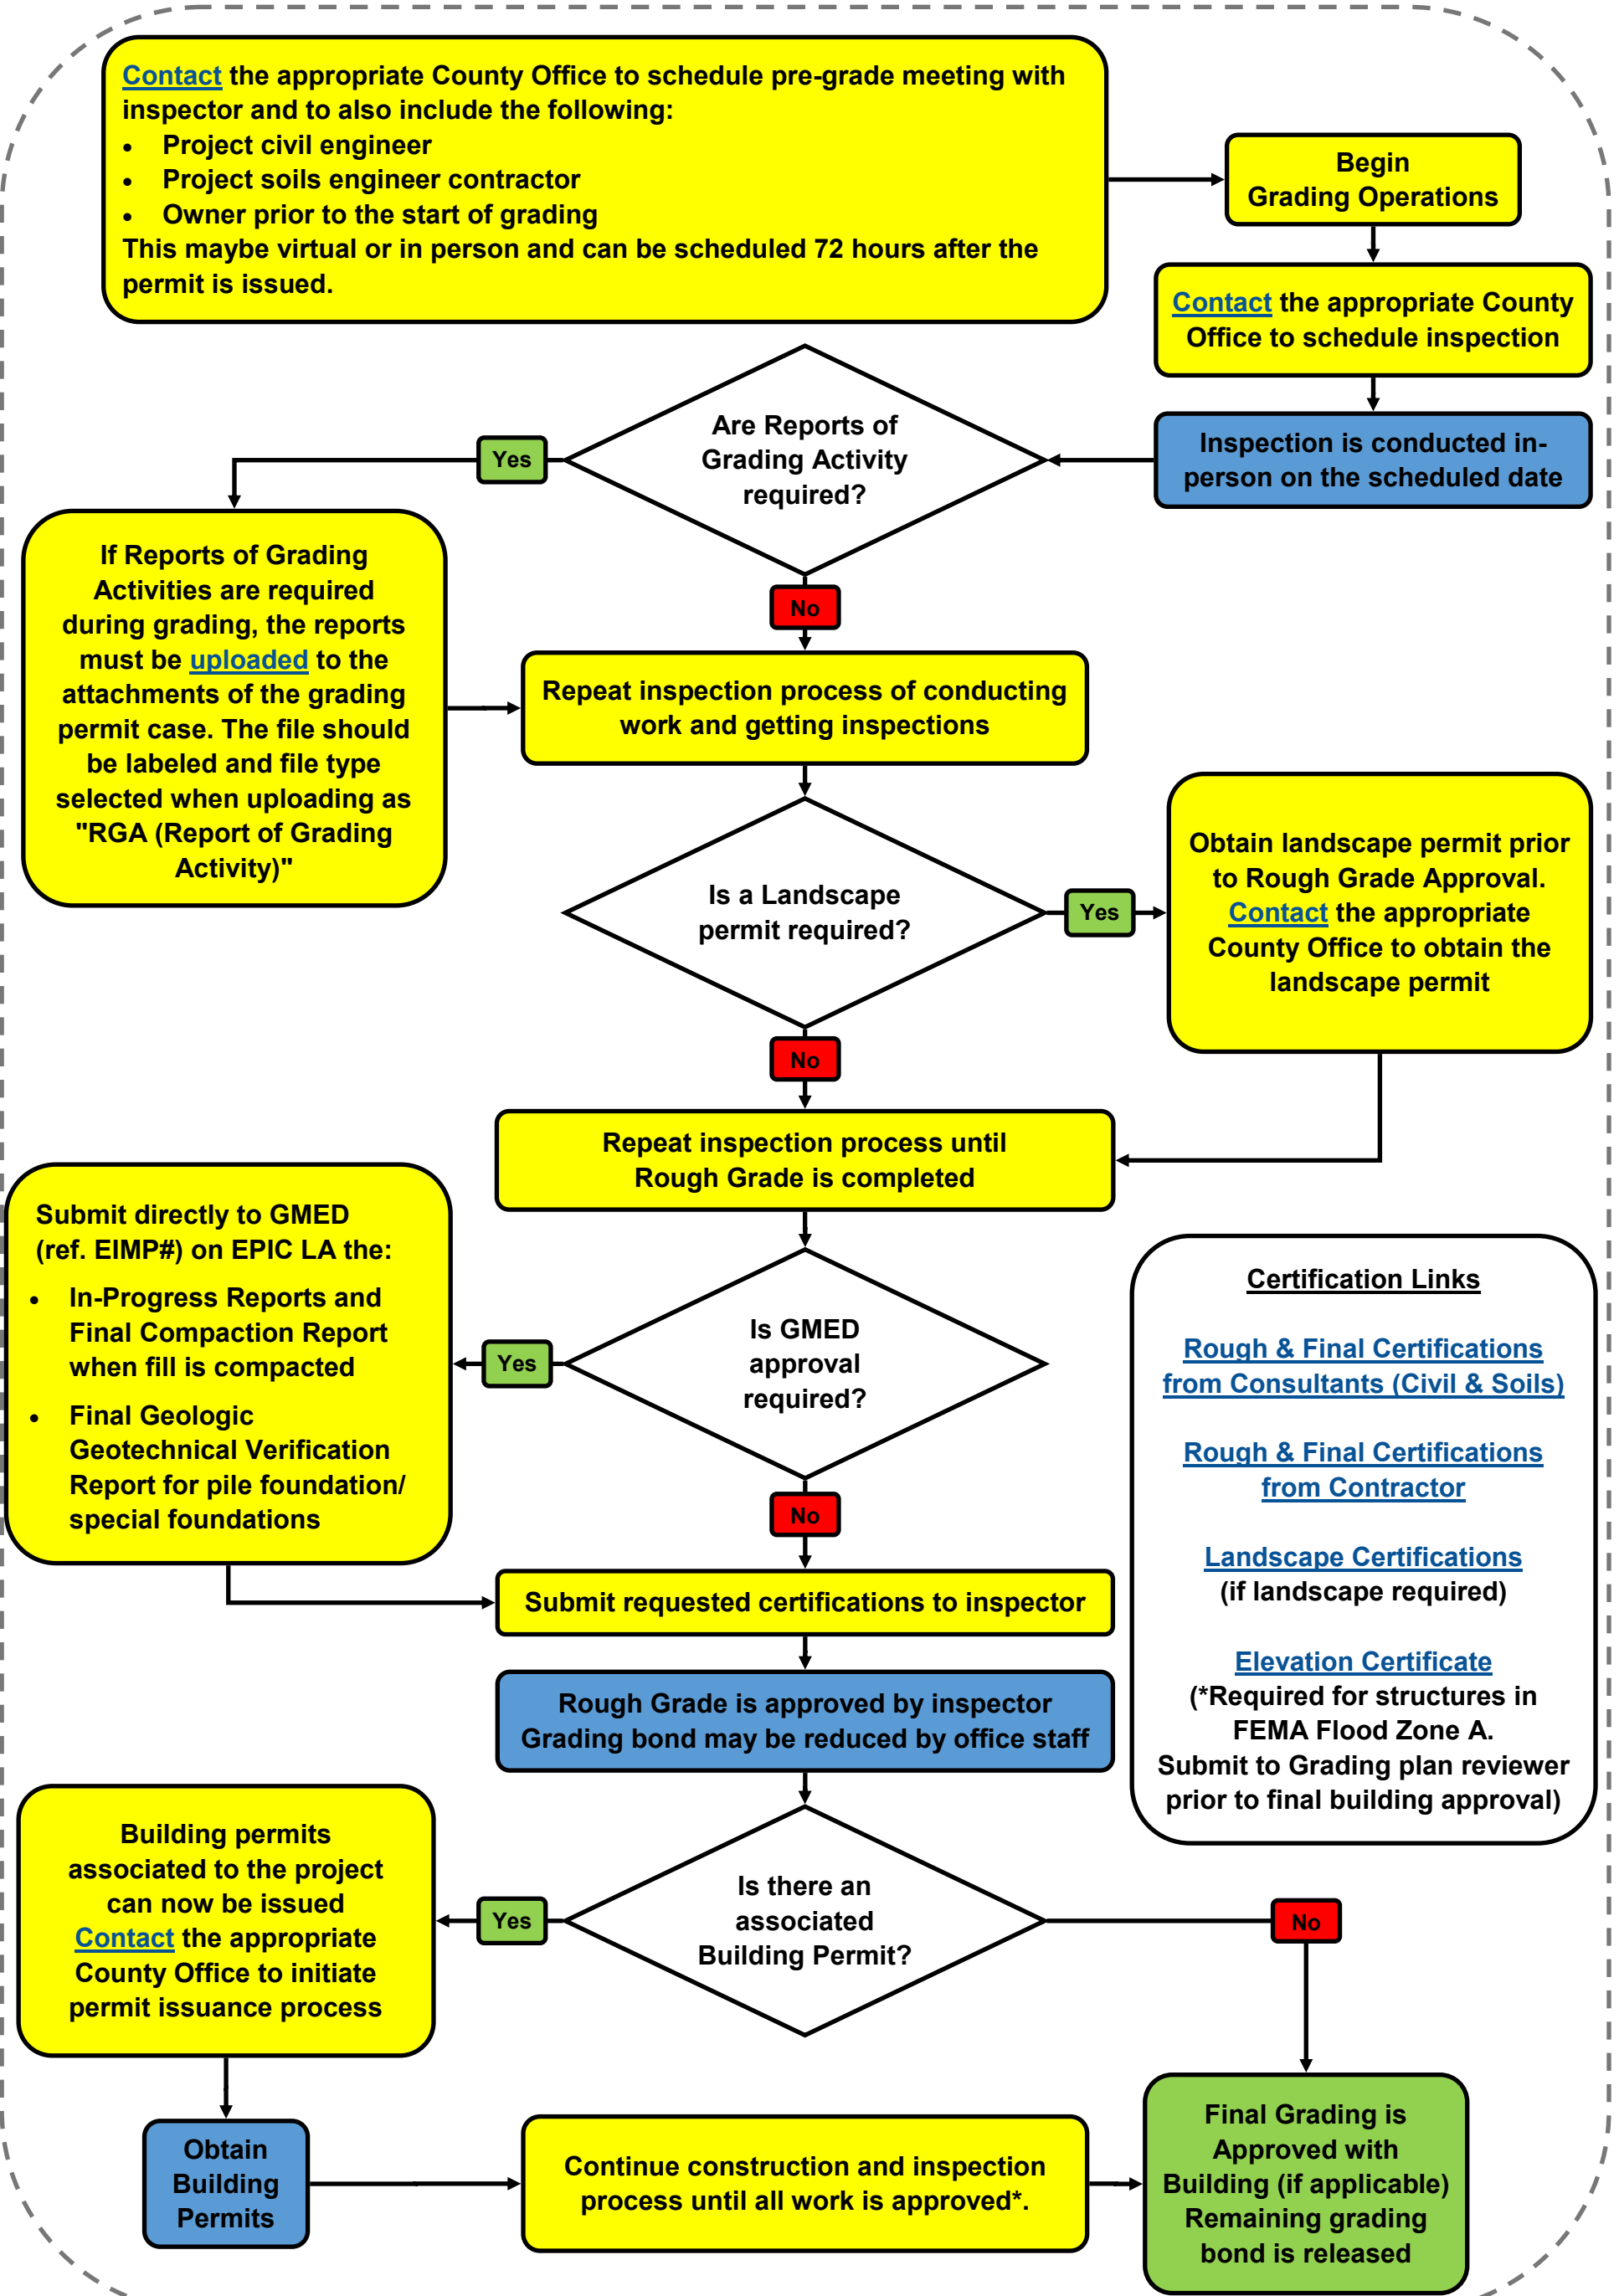 Contact the appropriate County Office to schedule pre-grade meeting with
inspector and to also include the following:
• Project civil engineer
• Project soils engineer contractor
• Owner prior to the start of grading
This maybe virtual or in person and can be scheduled 72 hours after the
permit is issued.
Begin
Grading Operations
Contact the appropriate County
Office to schedule inspection
Inspection is conducted in-
person on the scheduled date
Are Reports of
Grading Activity
required?
Yes
No
If Reports of Grading
Activities are required
during grading, the reports
must be uploaded to the
attachments of the grading
permit case. The file should
be labeled and file type
selected when uploading as
"RGA (Report of Grading
Activity)"
Repeat inspection process of conducting
work and getting inspections
Is a Landscape
permit required?
Yes
No
Obtain landscape permit prior
to Rough Grade Approval.
Contact the appropriate
County Office to obtain the
landscape permit
Repeat inspection process until
Rough Grade is completed
Is GMED
approval
required?
Yes
No
Submit directly to GMED
(ref. EIMP#) on EPIC LA the:
• In-Progress Reports and
Final Compaction Report
when fill is compacted
• Final Geologic
Geotechnical Verification
Report for pile foundation/
special foundations
Certification Links
Rough & Final Certifications
from Consultants (Civil & Soils)
Rough & Final Certifications
from Contractor
Landscape Certifications
(if landscape required)
Elevation Certificate
(*Required for structures in
FEMA Flood Zone A.
Submit to Grading plan reviewer
prior to final building approval)
Submit requested certifications to inspector
Rough Grade is approved by inspector
Grading bond may be reduced by office staff
Is there an
associated
Building Permit?
Yes
No
Building permits
associated to the project
can now be issued
Contact the appropriate
County Office to initiate
permit issuance process
Obtain
Building
Permits
Continue construction and inspection
process until all work is approved*.
Final Grading is
Approved with
Building (if applicable)
Remaining grading
bond is released